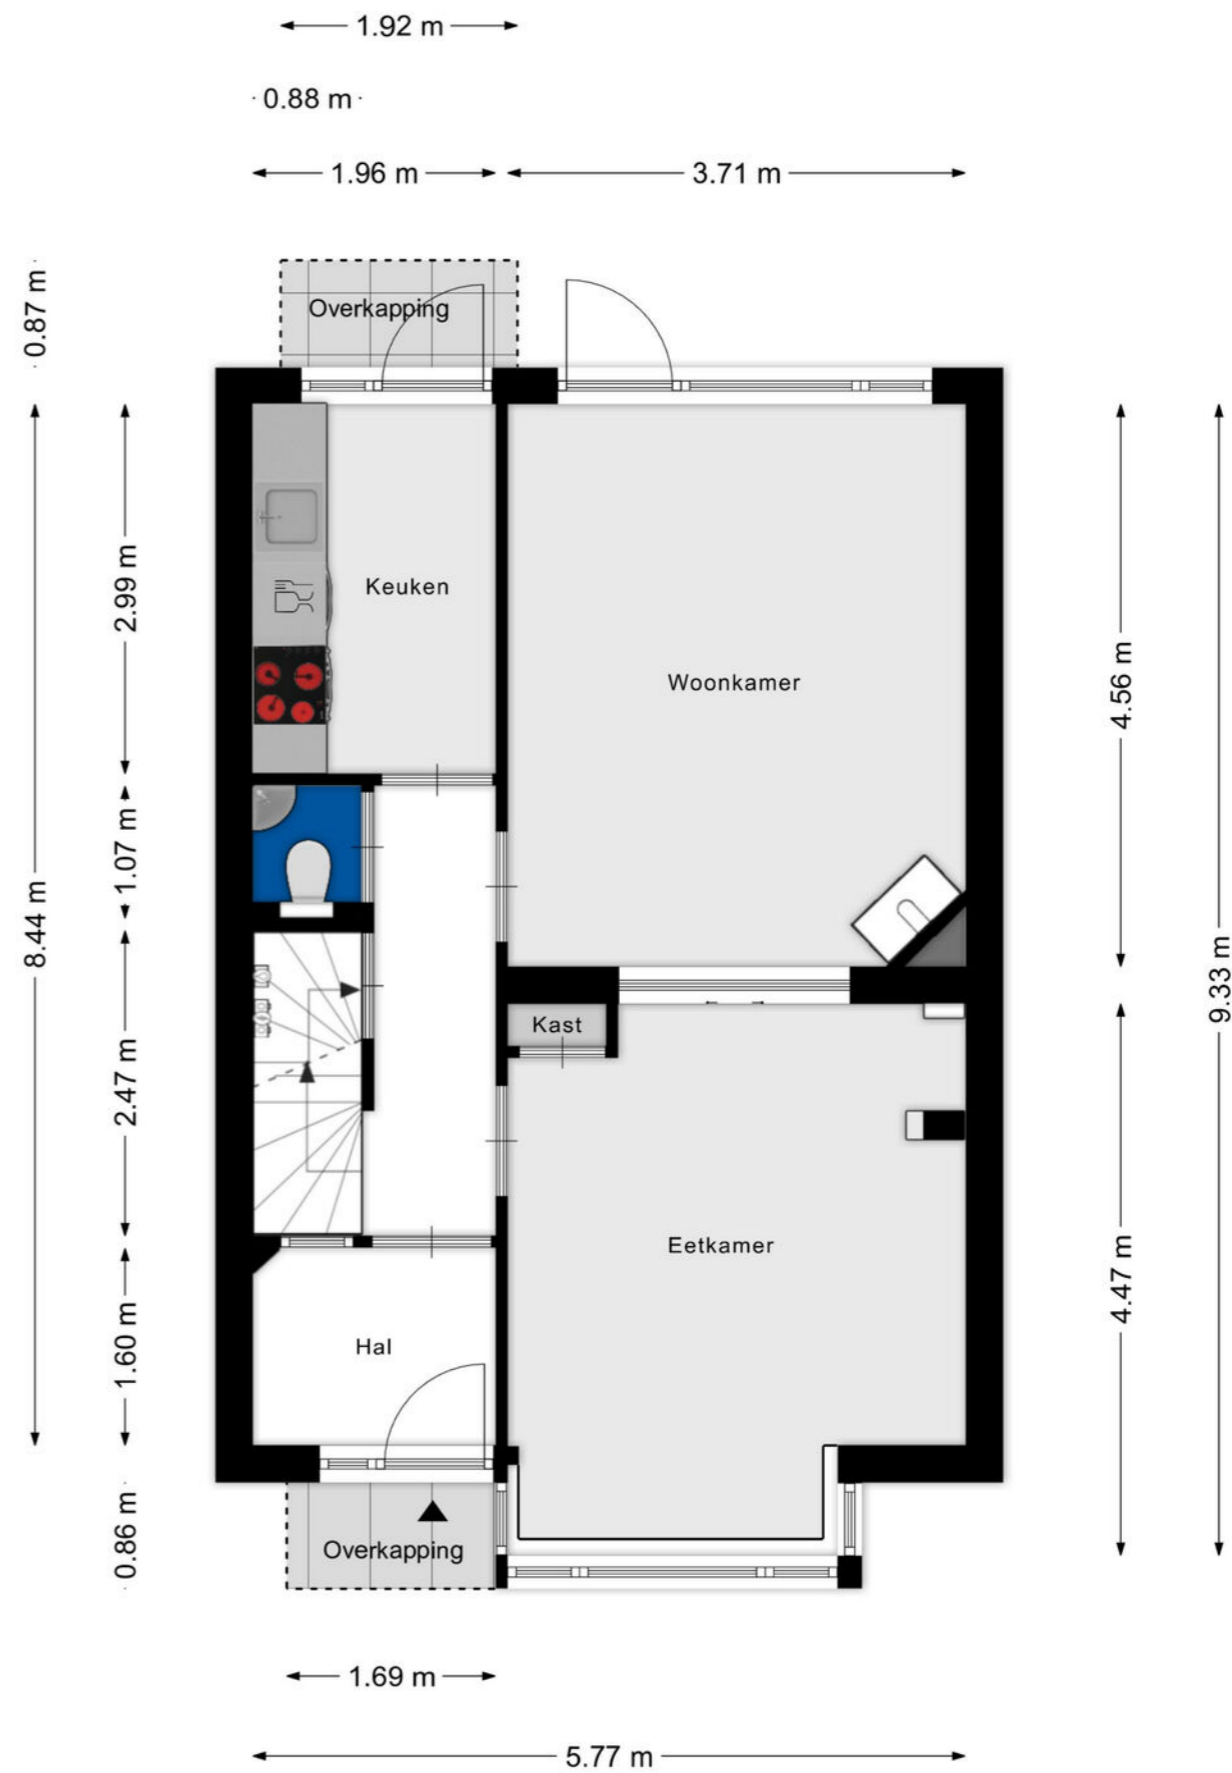 1.92 m
0.88 m
1.96 m
3.71 m
0.87 m
Overkapping
2.99 m
Keuken
Woonkamer
4.56 m
1.07 m
8.44 m
9.33 m
Kast
2.47 m
Eetkamer
4.47 m
1.60 m
Hal
0.86 m
Overkapping
1.69 m
5.77 m